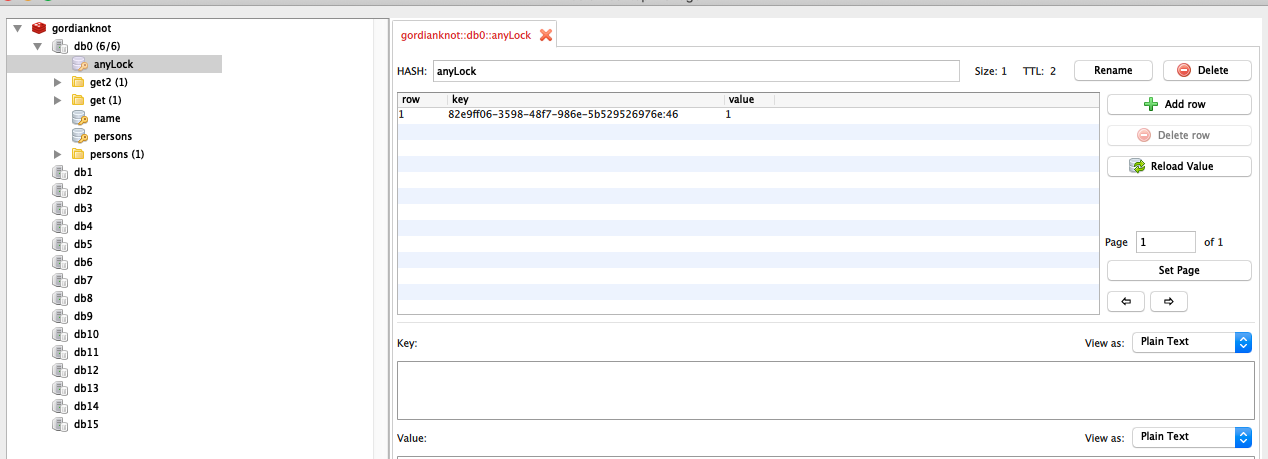 gordianknot
db0 (6/6)
anyLock
get2 (1)
get (1)
name
persons
persons (1)
db1
db2
db3
db4
db5
db6
db7
db8
db9
db10
db11
db12
db13
db14
db15
gordianknot::db0::anyLock
HASH: anyLock Size: 1 TTL: 2 Rename Delete
row key value
1 82e9ff06-3598-48f7-986e-5b529526976e:46 1
Add row
Delete row
Reload Value
Page 1 of 1
Set Page
Key: View as: Plain Text
Value: View as: Plain Text